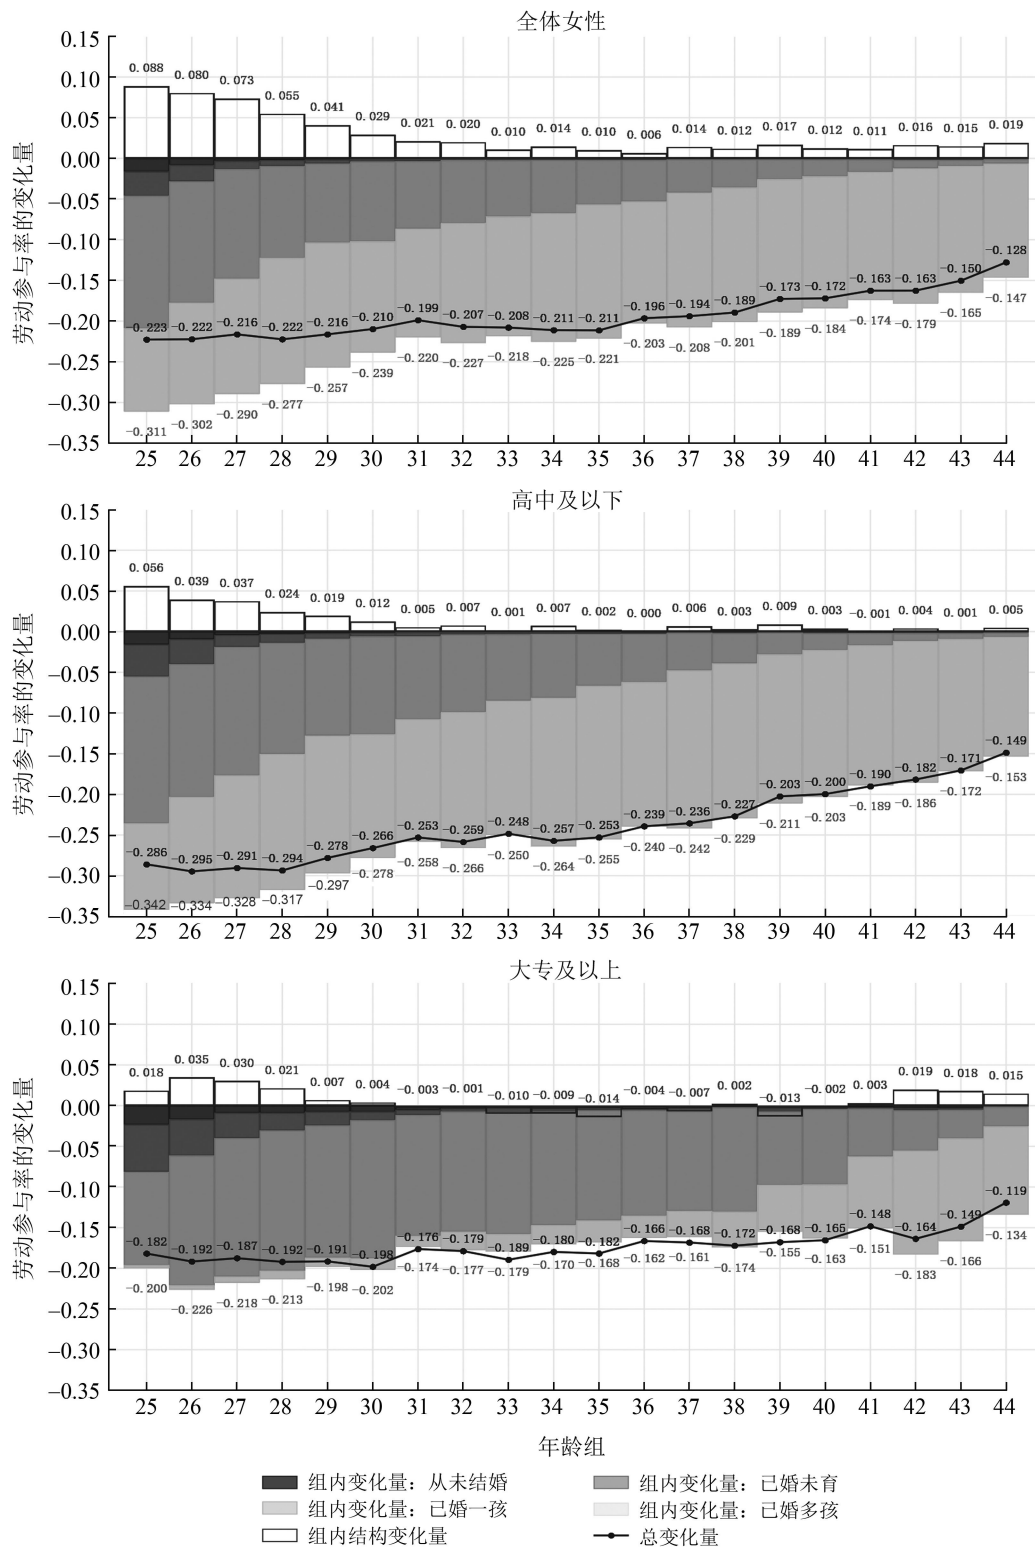 全体女性
劳动参与率的变化量
0.15
0.10
0.05
0.00
−0.05
−0.10
−0.15
−0.20
−0.25
−0.30
−0.35
0.088 0.080 0.073 0.055 0.041 0.029 0.021 0.020 0.010 0.014 0.010 0.006 0.014 0.012 0.017 0.012 0.011 0.016 0.015 0.019
−0.223 −0.222 −0.216 −0.222 −0.216 −0.210 −0.199 −0.207 −0.208 −0.211 −0.211 −0.196 −0.194 −0.189 −0.173 −0.172 −0.163 −0.163 −0.150 −0.128
−0.311 −0.302 −0.290 −0.277 −0.257 −0.239 −0.220 −0.227 −0.218 −0.225 −0.221 −0.203 −0.208 −0.201 −0.189 −0.184 −0.174 −0.179 −0.165 −0.147
25 26 27 28 29 30 31 32 33 34 35 36 37 38 39 40 41 42 43 44
高中及以下
劳动参与率的变化量
0.15
0.10
0.05
0.00
−0.05
−0.10
−0.15
−0.20
−0.25
−0.30
−0.35
0.056 0.039 0.037 0.024 0.019 0.012 0.005 0.007 0.001 0.007 0.002 0.000 0.006 0.003 0.009 0.003 −0.001 0.004 0.001 0.005
−0.286 −0.295 −0.291 −0.294 −0.278 −0.266 −0.253 −0.259 −0.248 −0.257 −0.253 −0.239 −0.236 −0.227 −0.203 −0.200 −0.190 −0.182 −0.171 −0.149
−0.342 −0.334 −0.328 −0.317 −0.297 −0.278 −0.258 −0.266 −0.250 −0.264 −0.255 −0.240 −0.242 −0.229 −0.211 −0.203 −0.189 −0.186 −0.172 −0.153
25 26 27 28 29 30 31 32 33 34 35 36 37 38 39 40 41 42 43 44
大专及以上
劳动参与率的变化量
0.15
0.10
0.05
0.00
−0.05
−0.10
−0.15
−0.20
−0.25
−0.30
−0.35
0.018 0.035 0.030 0.021 0.007 0.004 −0.003 −0.001 −0.010 −0.009 −0.014 −0.004 −0.007 0.002 −0.013 −0.002 0.003 0.019 0.018 0.015
−0.182 −0.192 −0.187 −0.192 −0.191 −0.198 −0.176 −0.179 −0.189 −0.180 −0.182 −0.166 −0.168 −0.172 −0.168 −0.165 −0.148 −0.164 −0.149 −0.119
−0.200 −0.226 −0.218 −0.213 −0.198 −0.202 −0.174 −0.177 −0.179 −0.170 −0.168 −0.162 −0.161 −0.174 −0.155 −0.163 −0.151 −0.183 −0.166 −0.134
25 26 27 28 29 30 31 32 33 34 35 36 37 38 39 40 41 42 43 44
年龄组
组内变化量：从未结婚 组内变化量：已婚未育
组内变化量：已婚一孩 组内变化量：已婚多孩
组内结构变化量 总变化量